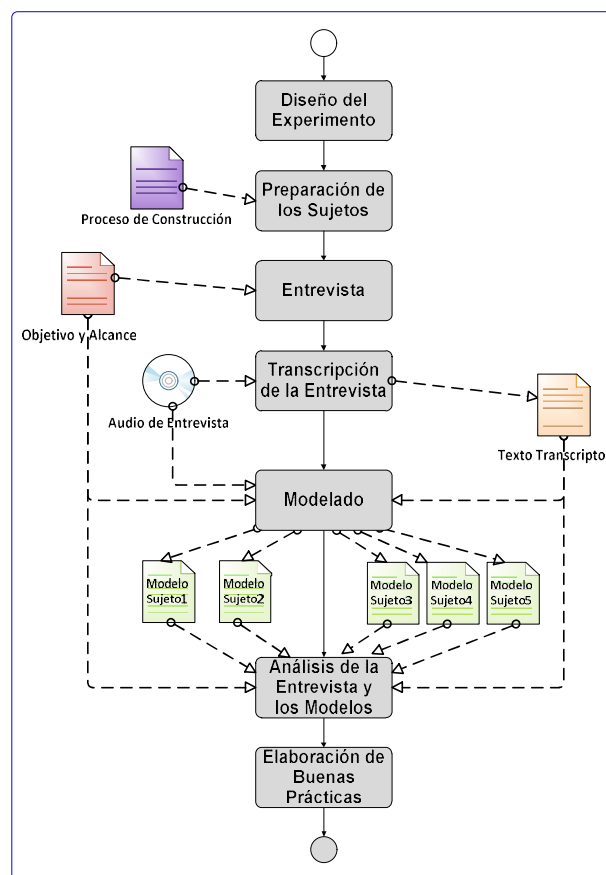 Diseño del
Experimento
Preparación de
los Sujetos
Proceso de Construcción
Entrevista
Objetivo y Alcance
Transcripción
de la Entrevista
Audio de Entrevista
Texto Transcripto
Modelado
Modelo
Sujeto1
Modelo
Sujeto2
Modelo
Sujeto3
Modelo
Sujeto4
Modelo
Sujeto5
Análisis de la
Entrevista y
los Modelos
Elaboración de
Buenas
Prácticas